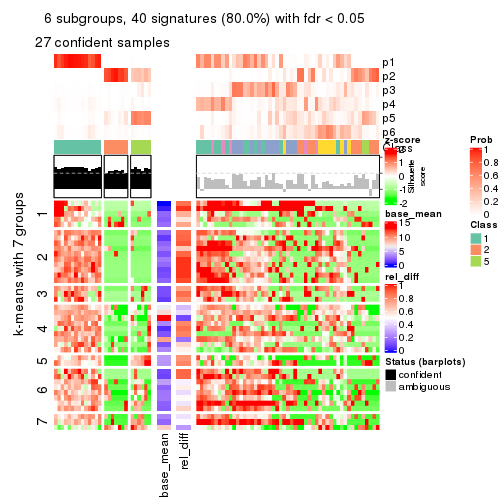 6 subgroups, 40 signatures (80.0%) with fdr < 0.05
27 confident samples
p1
p2
p3
p4
p5
p6
Class
1
0.5
0
Silhouette
score
k-means with 7 groups
1
2
3
4
5
6
7
base_mean
rel_diff
z-score
2
1
0
-1
-2
base_mean
15
10
5
0
rel_diff
1
0.8
0.6
0.4
0.2
0
Status (barplots)
confident
ambiguous
Prob
1
0.8
0.6
0.4
0.2
0
Class
1
2
5